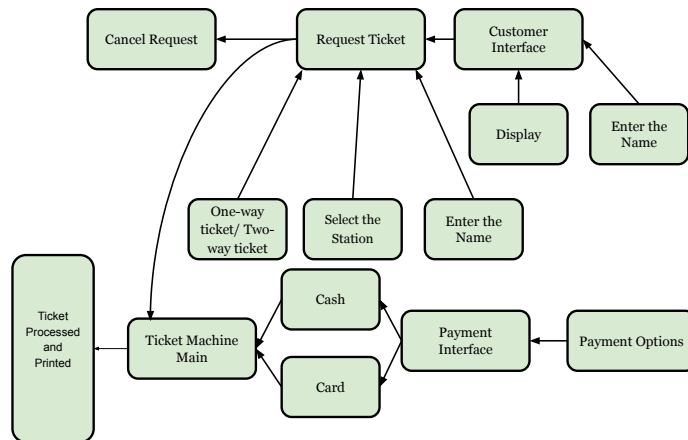 Cancel Request
Request Ticket
Customer
Interface
Display
Enter the
Name
One-way
ticket/ Two-
way ticket
Select the
Station
Enter the
Name
Ticket
Processed
and
Printed
Ticket Machine
Main
Cash
Card
Payment
Interface
Payment Options